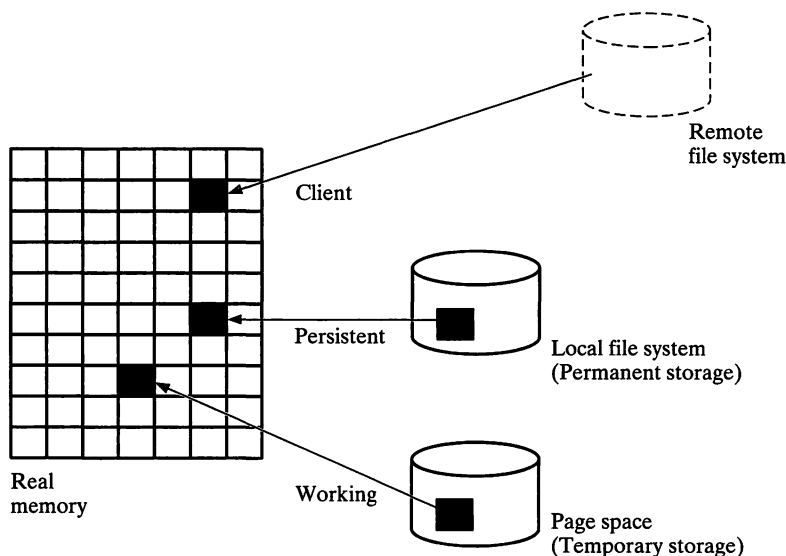 Remote
file system
Client
Persistent
Local file system
(Permanent storage)
Real
memory
Working
Page space
(Temporary storage)